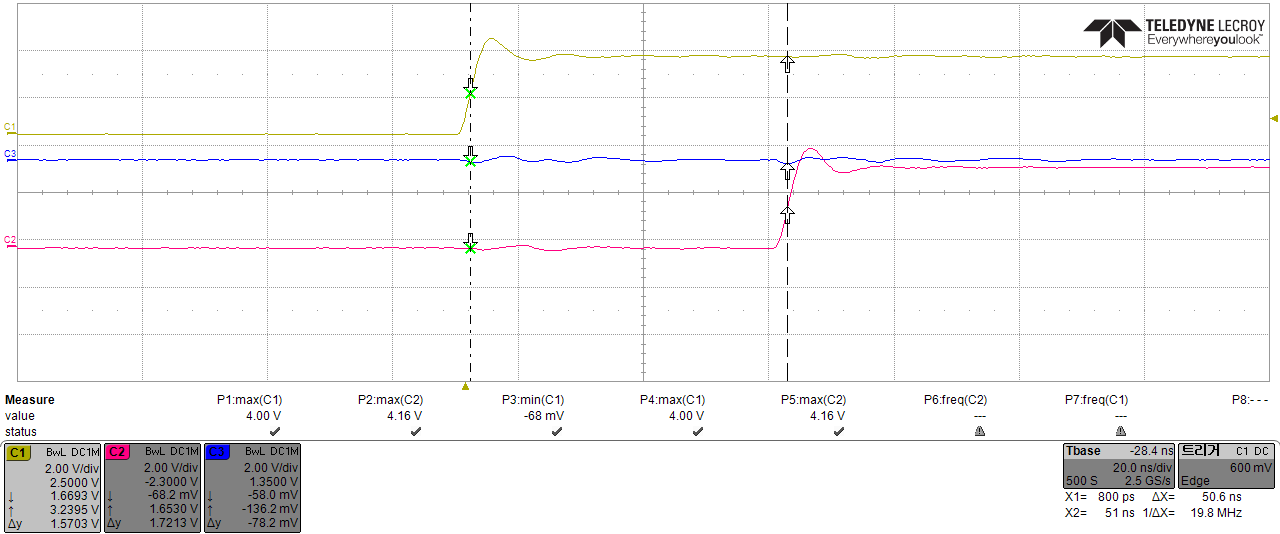 TELEDYNE LECROY
Everywhereyoulook™
C1
C3
C2
Measure P1:max(C1) P2:max(C2) P3:min(C1) P4:max(C1) P5:max(C2) P6:freq(C2) P7:freq(C1) P8:- - -
value 4.00 V 4.16 V -68 mV 4.00 V 4.16 V --- ---
status
C1 BwL DC1M
2.00 V/div
2.5000 V
↓ 1.6693 V
↑ 3.2395 V
Δy 1.5703 V
C2 BwL DC1M
2.00 V/div
-2.3000 V
↓ -68.2 mV
↑ 1.6530 V
Δy 1.7213 V
C3 BwL DC1M
2.00 V/div
1.3500 V
↓ -58.0 mV
↑ -136.2 mV
Δy -78.2 mV
Tbase -28.4 ns
20.0 ns/div
500 S 2.5 GS/s
트리거 C1 DC
600 mV
Edge
X1= 800 ps ΔX= 50.6 ns
X2= 51 ns 1/ΔX= 19.8 MHz